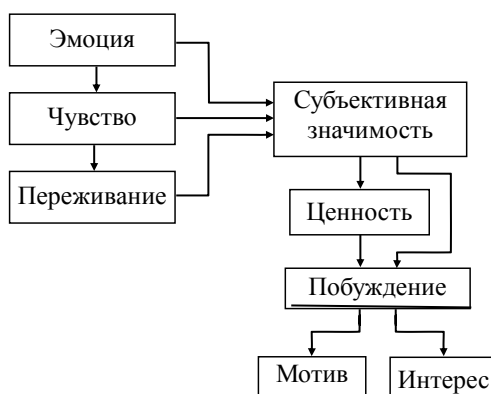 Эмоция
Чувство
Переживание
Субъективная
значимость
Ценность
Побуждение
Мотив
Интерес